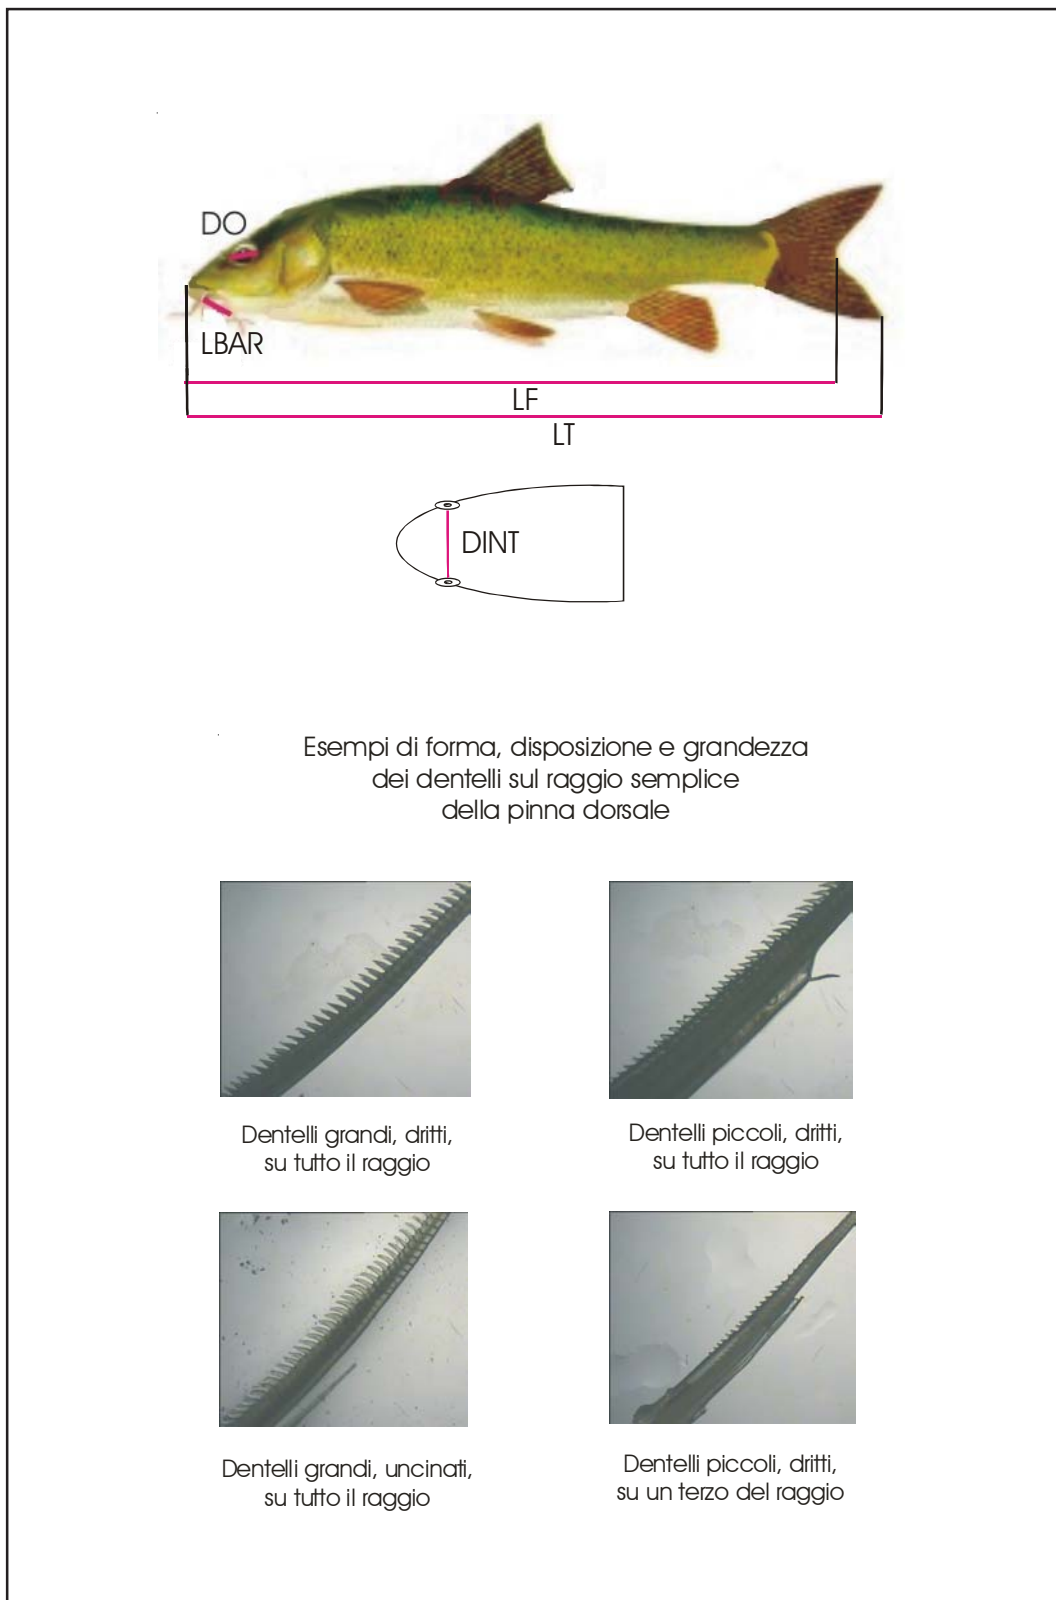 DO
LBAR
LF
LT
DINT
Esempi di forma, disposizione e grandezza
dei dentelli sul raggio semplice
della pinna dorsale
Dentelli grandi, dritti,
su tutto il raggio
Dentelli piccoli, dritti,
su tutto il raggio
Dentelli grandi, uncinati,
su tutto il raggio
Dentelli piccoli, dritti,
su un terzo del raggio